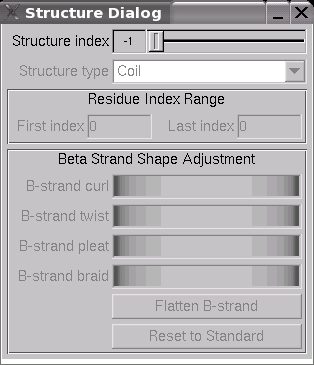 Structure Dialog
Structure index -1
Structure type Coil
Residue Index Range
First index 0 Last index 0
Beta Strand Shape Adjustment
B-strand curl
B-strand twist
B-strand pleat
B-strand braid
Flatten B-strand
Reset to Standard